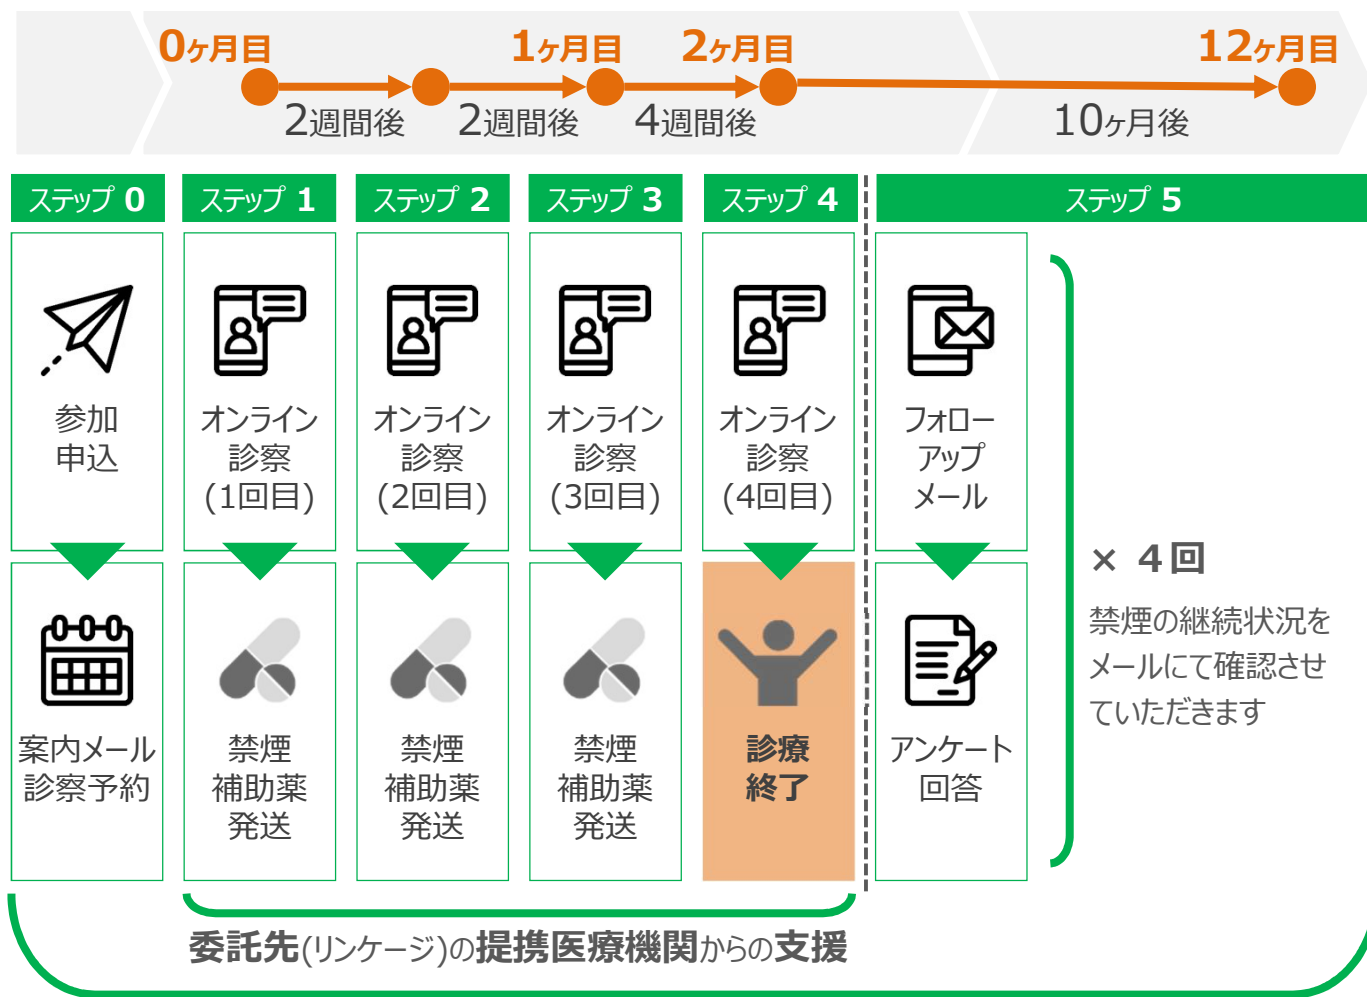 0ヶ月目
1ヶ月目
2ヶ月目
12ヶ月目
2週間後
2週間後
4週間後
10ヶ月後
ステップ 0
ステップ 1
ステップ 2
ステップ 3
ステップ 4
ステップ 5
参加
申込
オンライン
診察
(1回目)
オンライン
診察
(2回目)
オンライン
診察
(3回目)
オンライン
診察
(4回目)
フォロー
アップ
メール
案内メール
診察予約
禁煙
補助薬
発送
禁煙
補助薬
発送
禁煙
補助薬
発送
診療
終了
アンケート
回答
× 4回
禁煙の継続状況を
メールにて確認させ
ていただきます
委託先(リンケージ)の提携医療機関からの支援